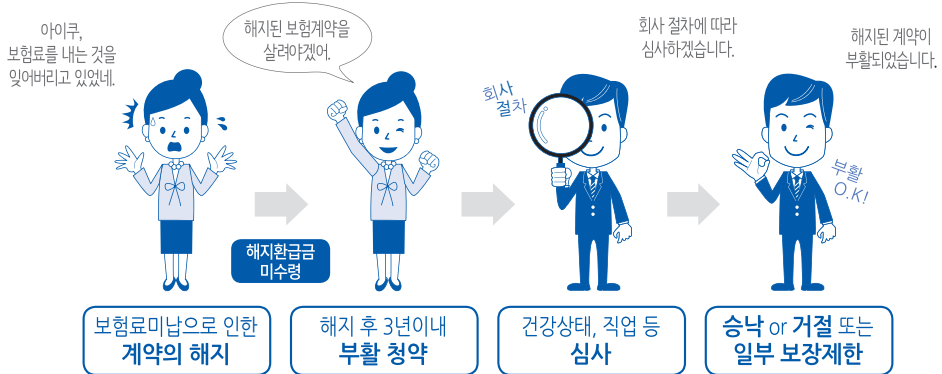 아이쿠,
보험료를 내는 것을
잊어버리고 있었네.
해지된 보험계약을
살려야겠어.
회사 절차에 따라
심사하겠습니다.
해지된 계약이
부활되었습니다.
회사
절차
부활
O.K!
해지환급금
미수령
보험료미납으로 인한
계약의 해지
해지 후 3년이내
부활 청약
건강상태, 직업 등
심사
승낙 or 거절 또는
일부 보장제한